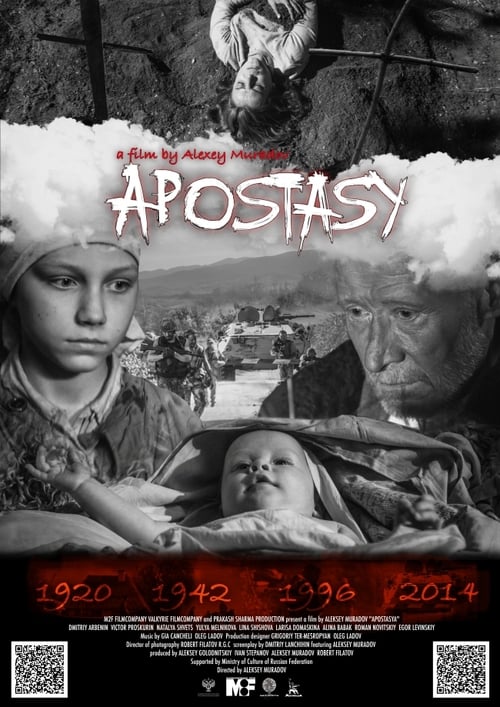 a film by Alexey Muradov
APOSTASY
1920 1942 1996 2014
M2F FILMCOMPANY VALKYRIE FILMCOMPANY and PRAKASH SHARMA PRODUCTION present a film by ALEKSEY MURADOV "APOSTASYA"
DMITRIY ARBENIN VICTOR PROSKURIN NATALYA SHVETS YULYA MELNIKOVA LINA SHISHOVA LARISA DOMASKINA ALINA BABAK ROMAN NOVITSKIY EGOR LEVINSKIY
Music by GIA CANCHELI OLEG LADOV Production designer GRIGORIY TER-MESROPYAN OLEG LADOV
Director of photography ROBERT FILATOV R.G.C screenplay by DMITRIY LANCHIHIN featuring ALEKSEY MURADOV
produced by ALEKSEY GOLODNITSKIY IVAN STEPANOV ALEKSEY MURADOV ROBERT FILATOV
Supported by Ministry of Culture of Russian Federation
Directed by ALEKSEY MURADOV